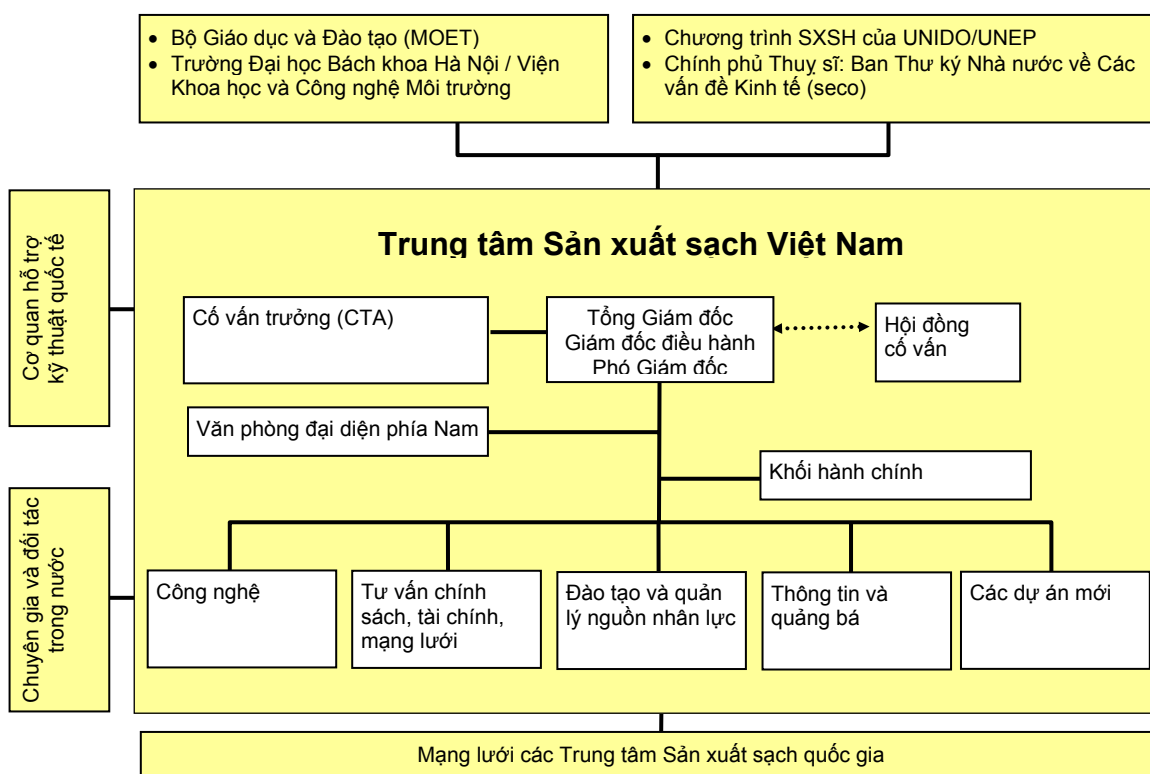 • Bộ Giáo dục và Đào tạo (MOET)
• Trường Đại học Bách khoa Hà Nội / Viện
Khoa học và Công nghệ Môi trường
• Chương trình SXSH của UNIDO/UNEP
• Chính phủ Thuỵ sĩ: Ban Thư ký Nhà nước về Các
vấn đề Kinh tế (seco)
Cơ quan hỗ trợ
kỹ thuật quốc tế
Trung tâm Sản xuất sạch Việt Nam
Cố vấn trưởng (CTA)
Tổng Giám đốc
Giám đốc điều hành
Phó Giám đốc
Hội đồng
cố vấn
Văn phòng đại diện phía Nam
Khối hành chính
Chuyên gia và đối tác
trong nước
Công nghệ
Tư vấn chính
sách, tài chính,
mạng lưới
Đào tạo và quản
lý nguồn nhân lực
Thông tin và
quảng bá
Các dự án mới
Mạng lưới các Trung tâm Sản xuất sạch quốc gia